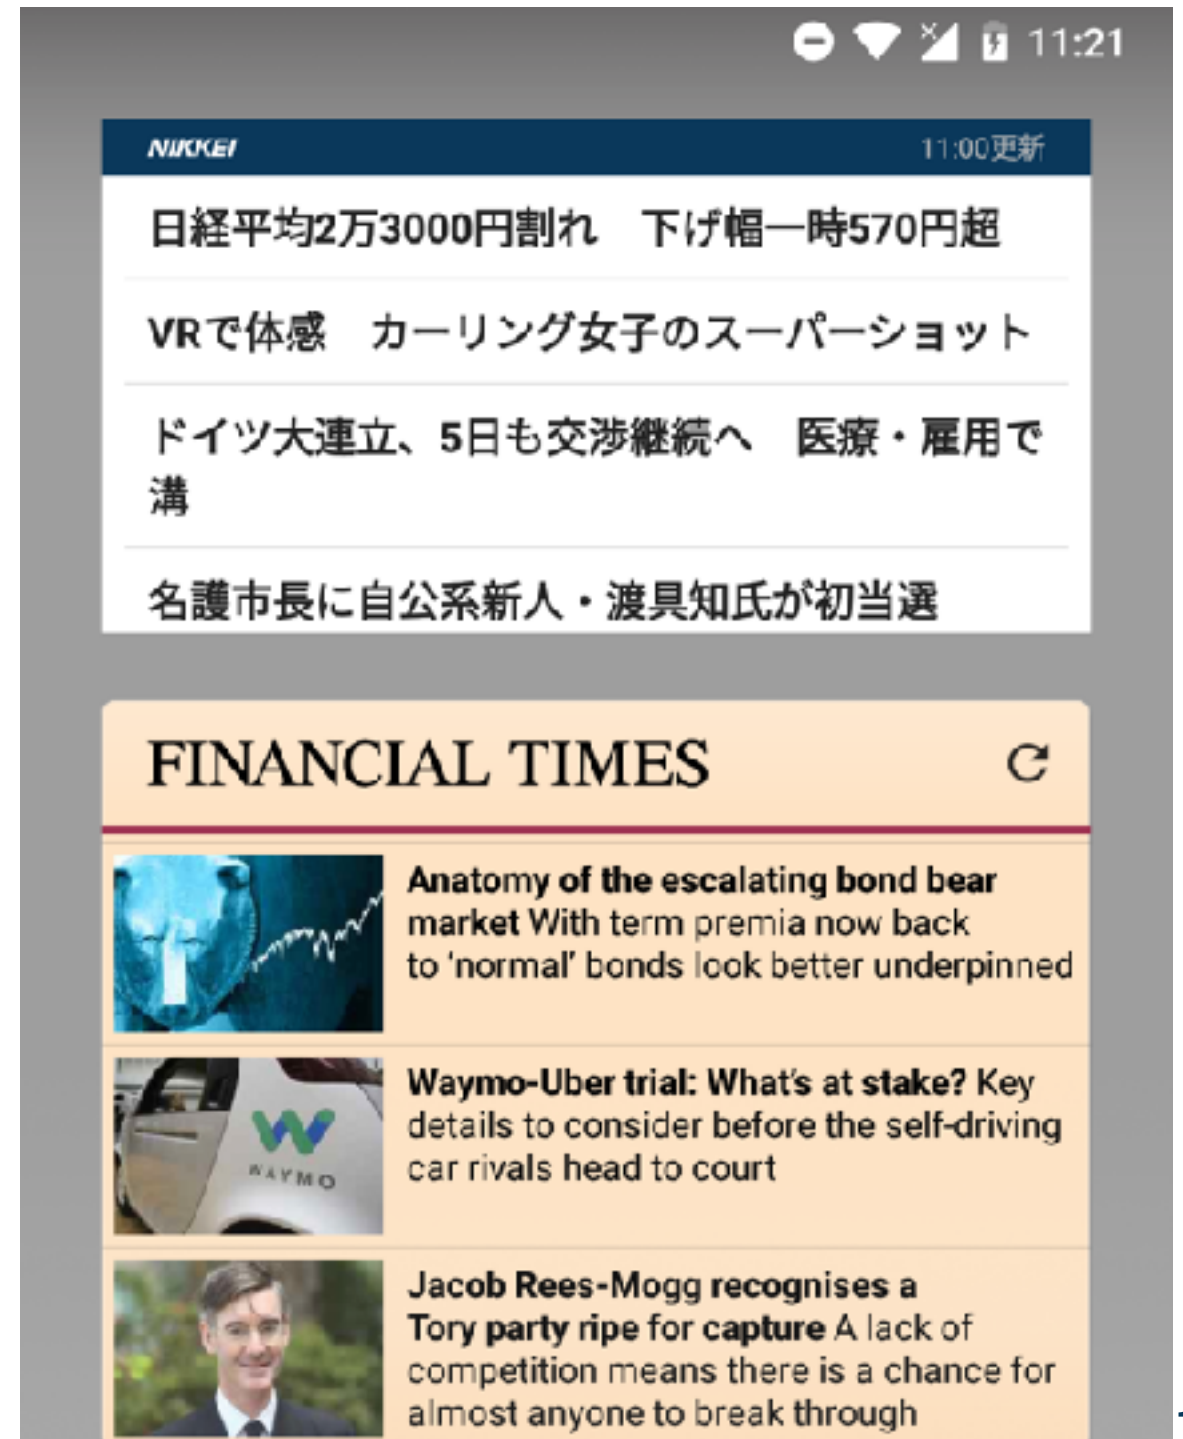 11:21
NIKKEI 11:00更新
日経平均2万3000円割れ　下げ幅一時570円超
VRで体感　カーリング女子のスーパーショット
ドイツ大連立、5日も交渉継続へ　医療・雇用で
溝
名護市長に自公系新人・渡具知氏が初当選
FINANCIAL TIMES
Anatomy of the escalating bond bear
market With term premia now back
to ‘normal’ bonds look better underpinned
Waymo-Uber trial: What’s at stake? Key
details to consider before the self-driving
car rivals head to court
WAYMO
Jacob Rees-Mogg recognises a
Tory party ripe for capture A lack of
competition means there is a chance for
almost anyone to break through